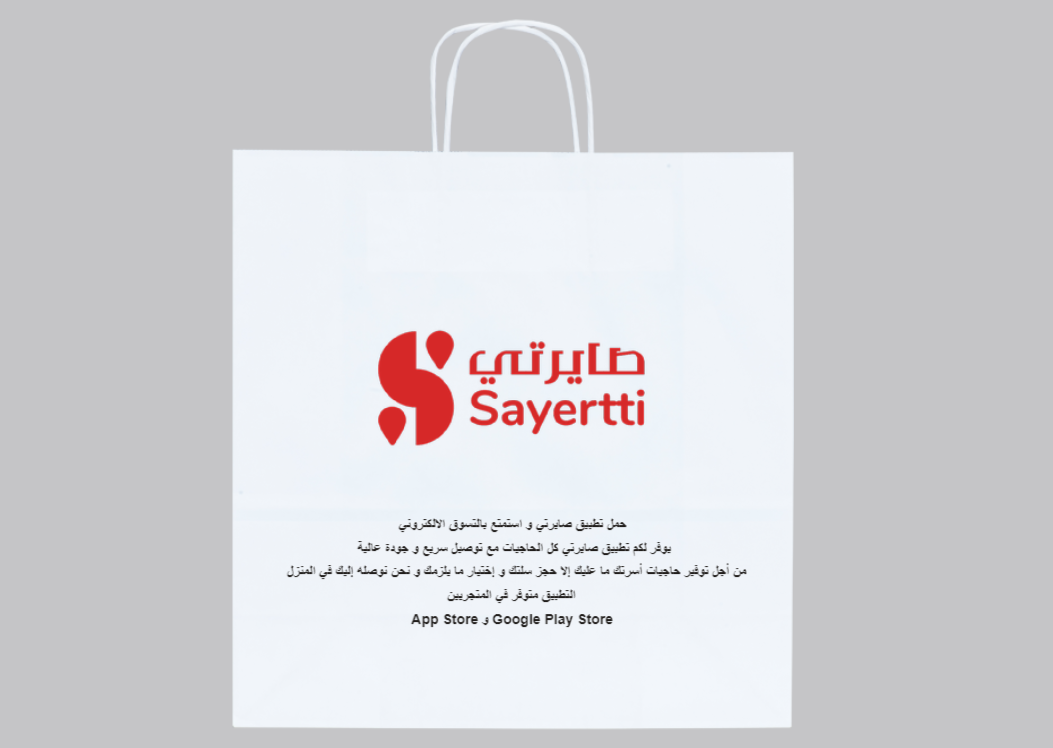 صايرتي
Sayertti
حمل تطبيق صايرتي و استمتع بالتسوق الالكتروني
يوفر لكم تطبيق صايرتي كل الحاجيات مع توصيل سريع و جودة عالية
من أجل توفير حاجيات أسرتك ما عليك إلا حجز سلتك و إختيار ما يلزمك و نحن نوصله إليك في المنزل
التطبيق متوفر في المتجريين
App Store و Google Play Store